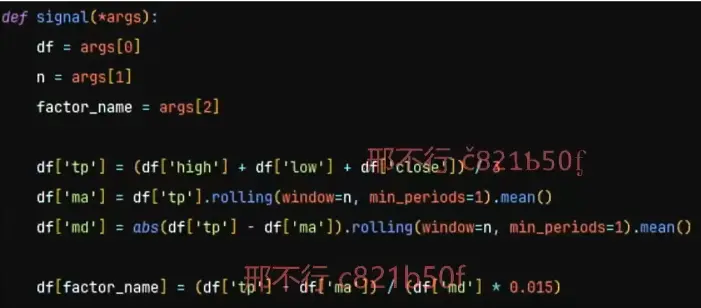 def signal(*args):
    df = args[0]
    n = args[1]
    factor_name = args[2]

    df['tp'] = (df['high'] + df['low'] + df['close']) / 3
    df['ma'] = df['tp'].rolling(window=n, min_periods=1).mean()
    df['md'] = abs(df['tp'] - df['ma']).rolling(window=n, min_periods=1).mean()

    df[factor_name] = (df['tp'] - df['ma']) / (df['md'] * 0.015)
邢不行 c821b50f
邢不行 c821b50f